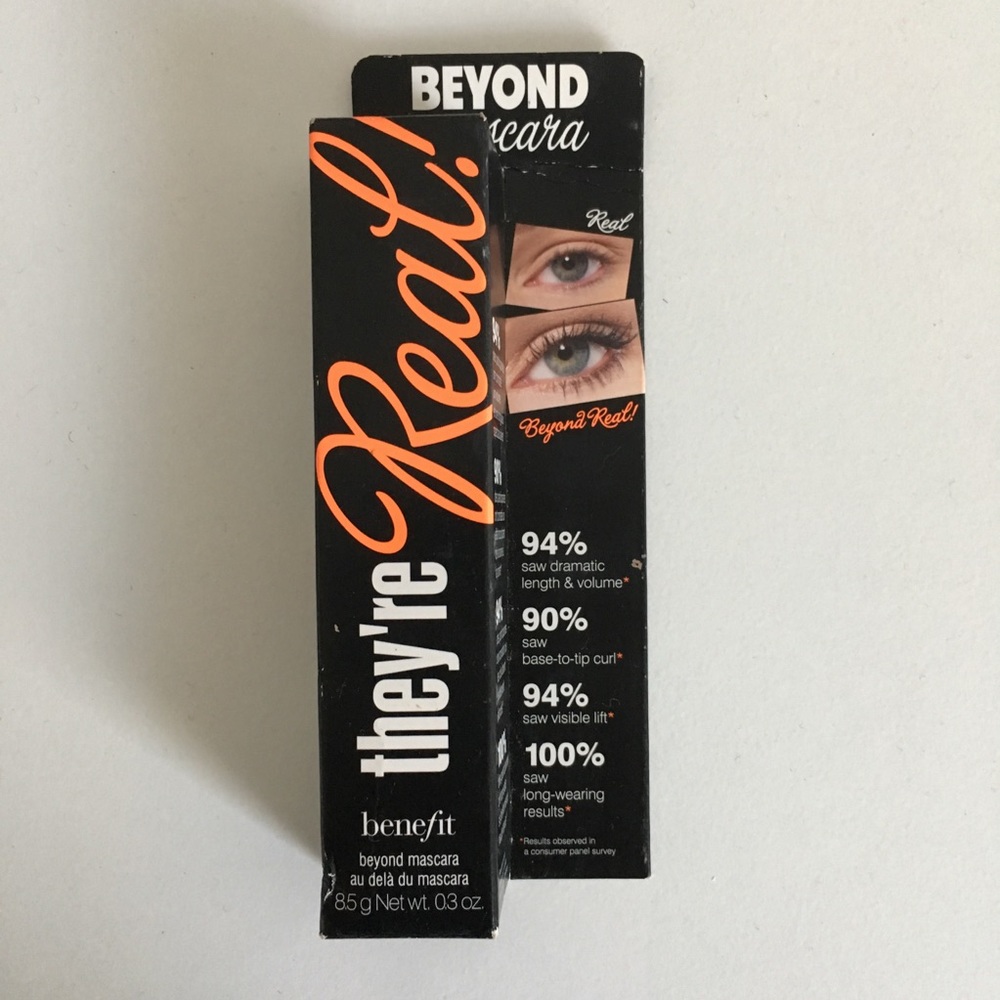 they're Real!
benefit
beyond mascara
au delà du mascara
8.5 g Net wt. 0.3 oz.
BEYOND
Real
Beyond Real!
94%
saw dramatic
length & volume*
90%
saw
base-to-tip curl*
94%
saw visible lift*
100%
saw
long-wearing
results*
*Results observed in
a consumer panel survey